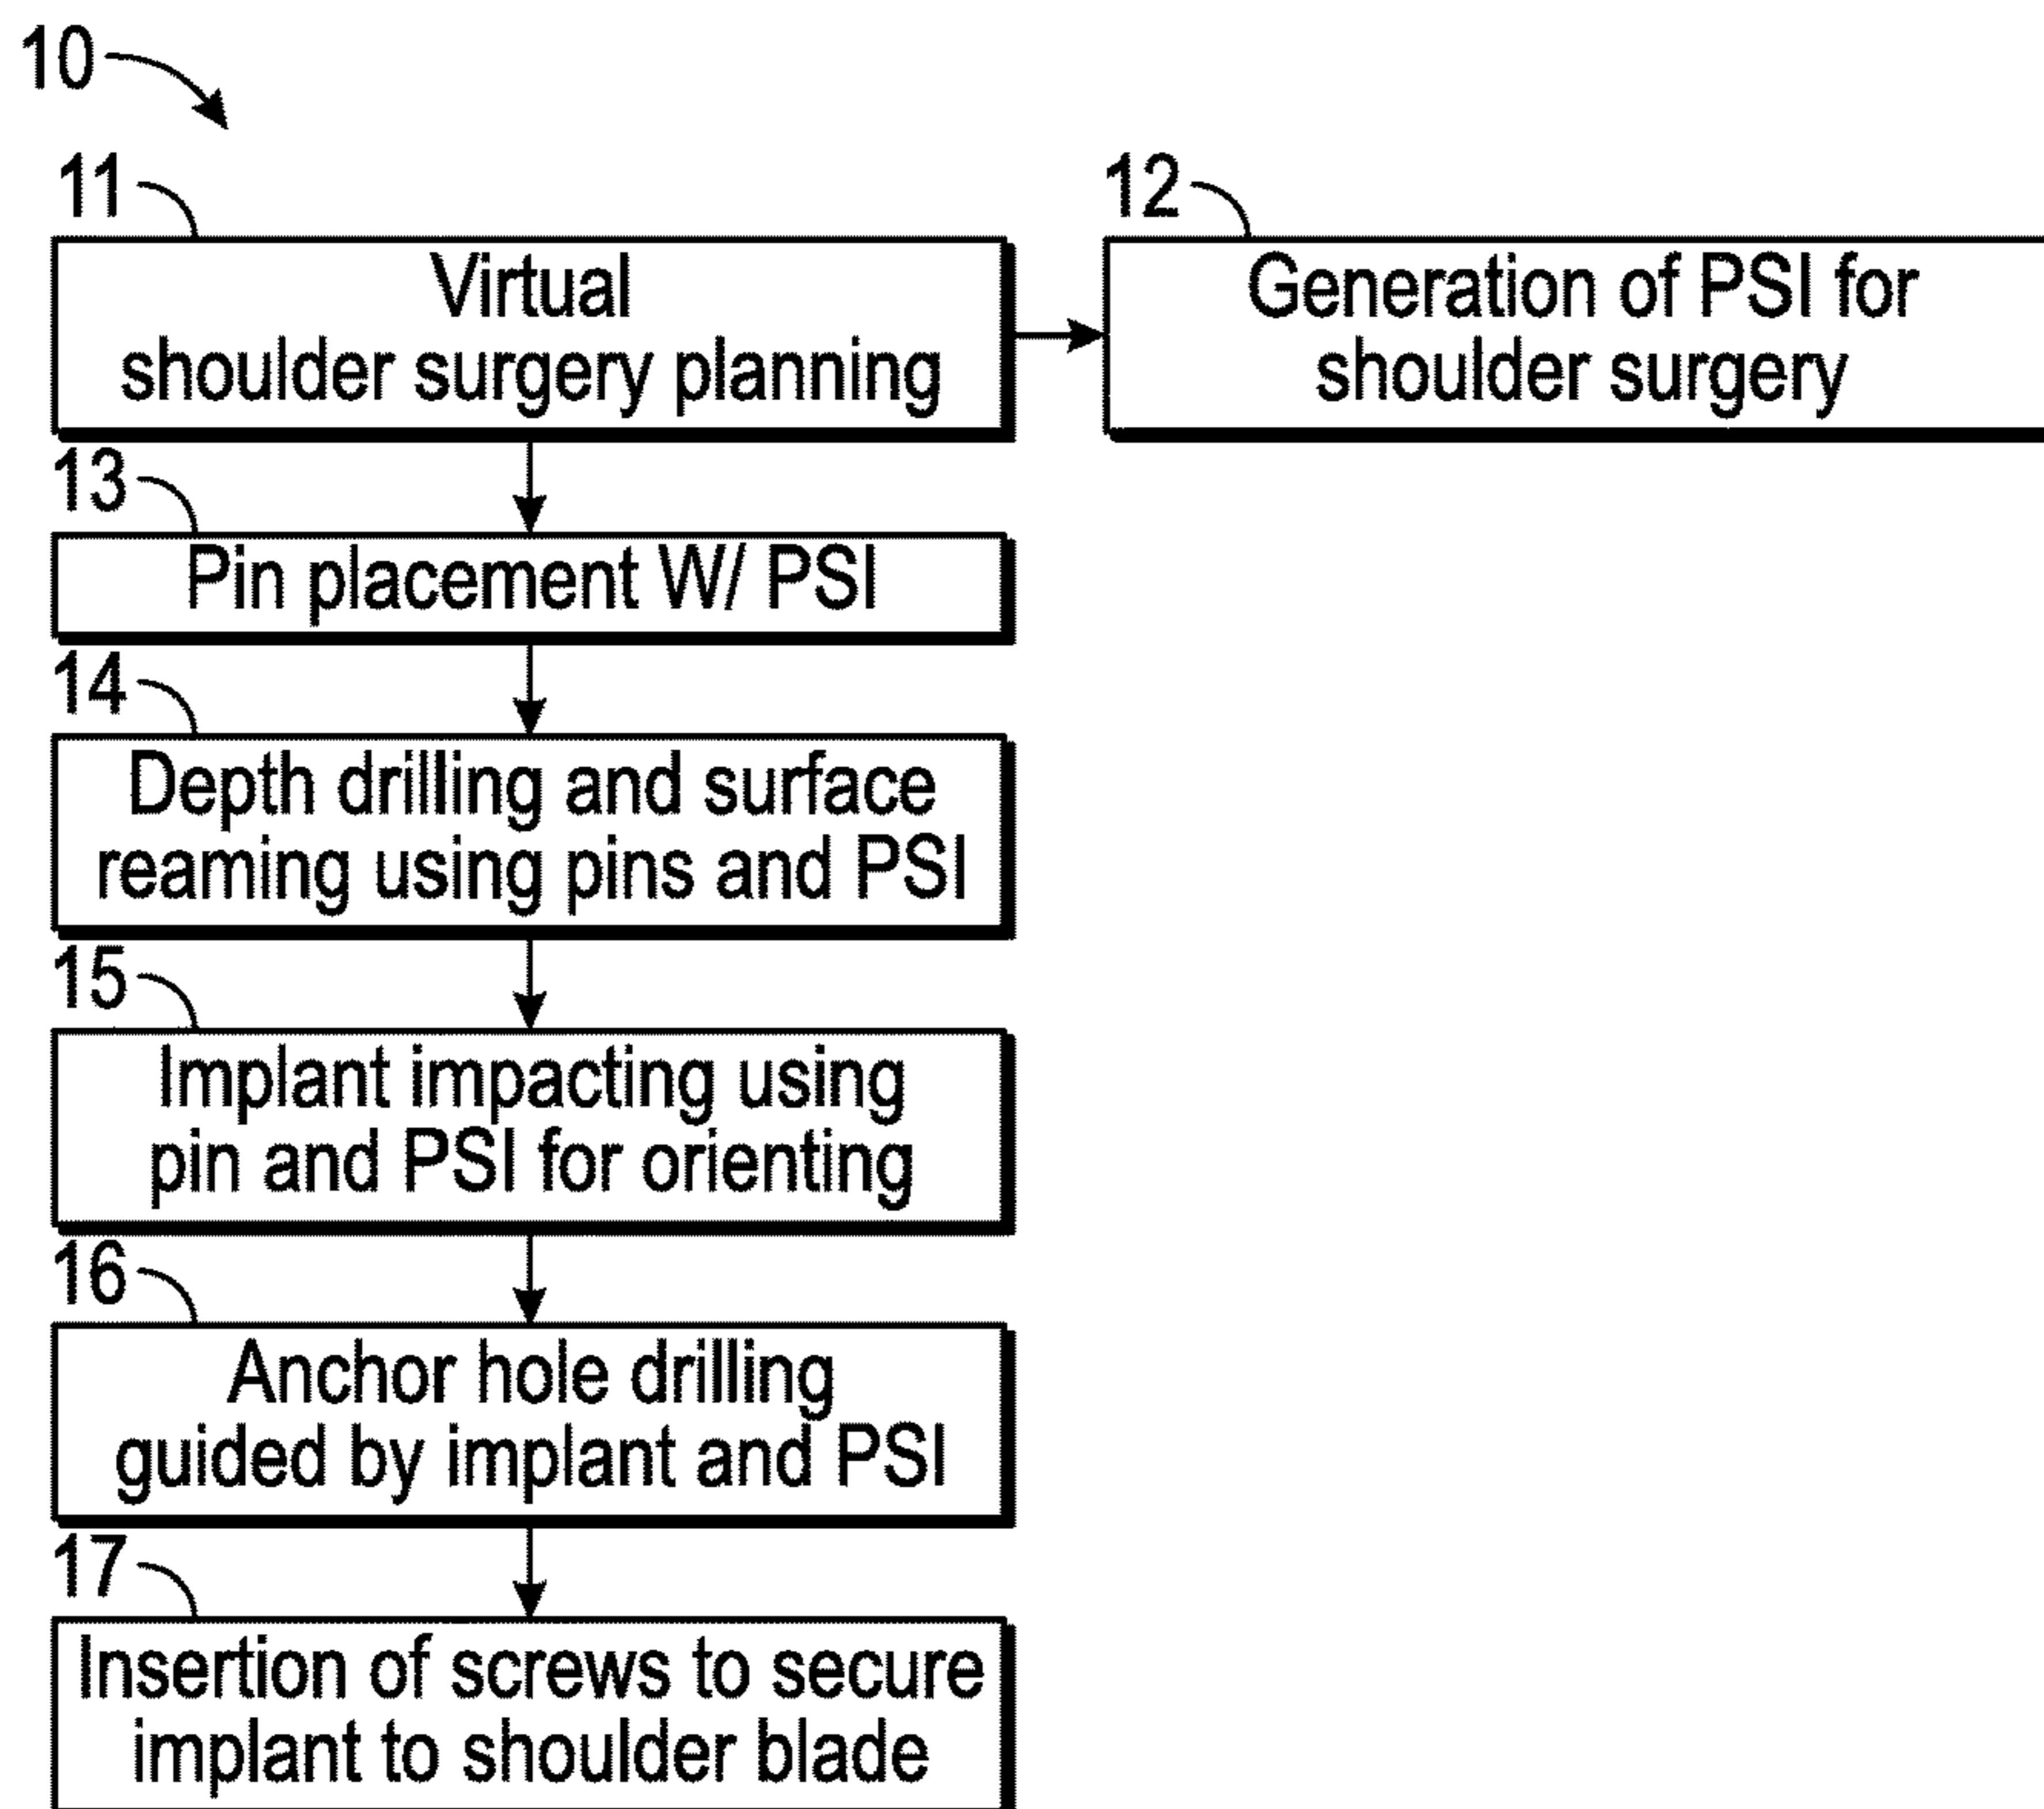 10
11
Virtual
shoulder surgery planning
12
Generation of PSI for
shoulder surgery
13
Pin placement W/ PSI
14
Depth drilling and surface
reaming using pins and PSI
15
Implant impacting using
pin and PSI for orienting
16
Anchor hole drilling
guided by implant and PSI
17
Insertion of screws to secure
implant to shoulder blade